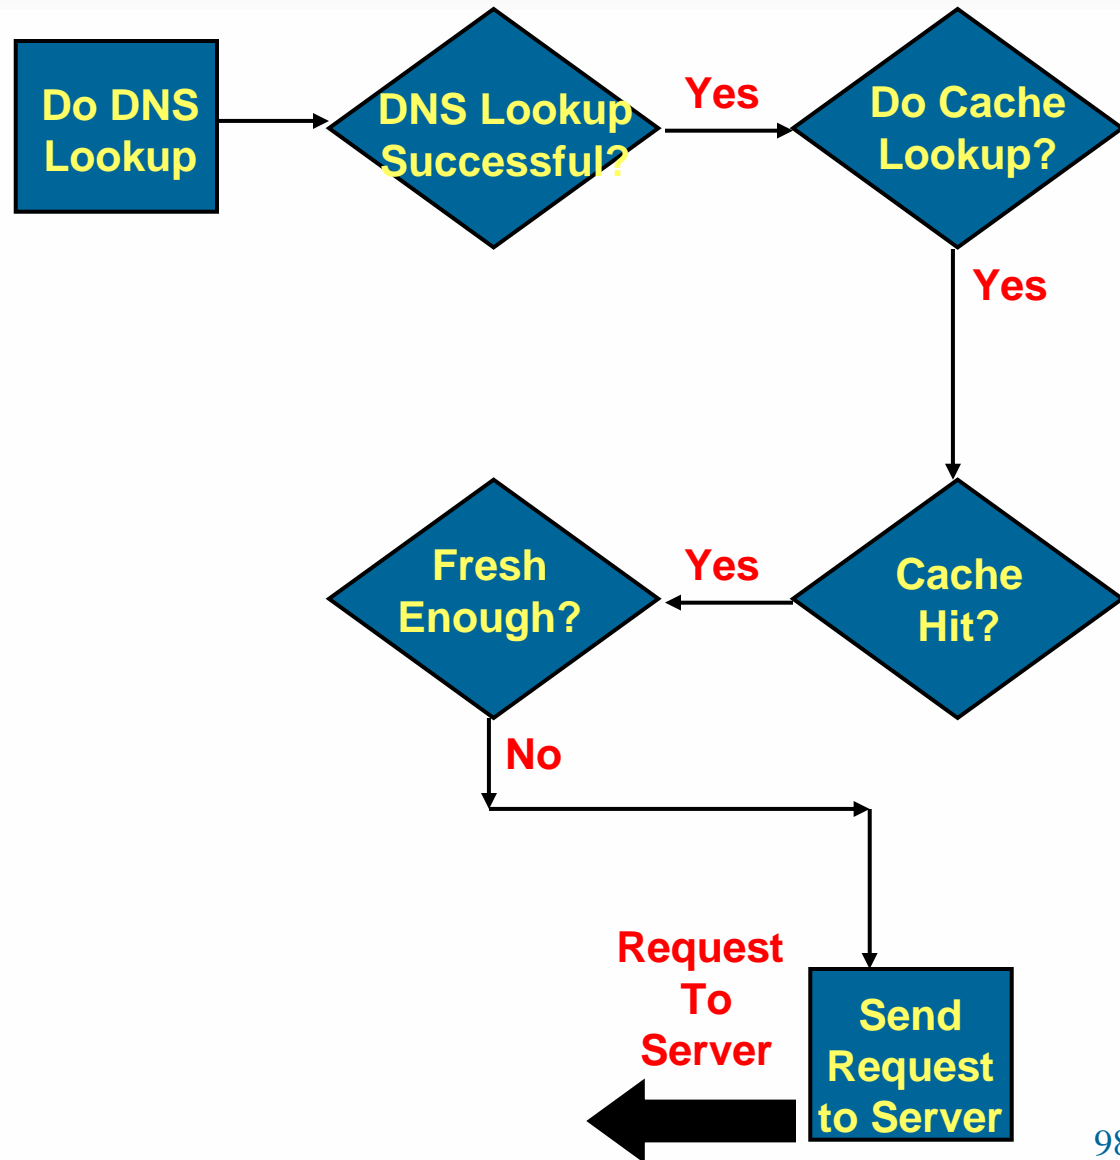 Do DNS
Lookup
DNS Lookup
Successful?
Yes
Do Cache
Lookup?
Yes
Fresh
Enough?
Yes
Cache
Hit?
No
Request
To
Server
Send
Request
to Server
98